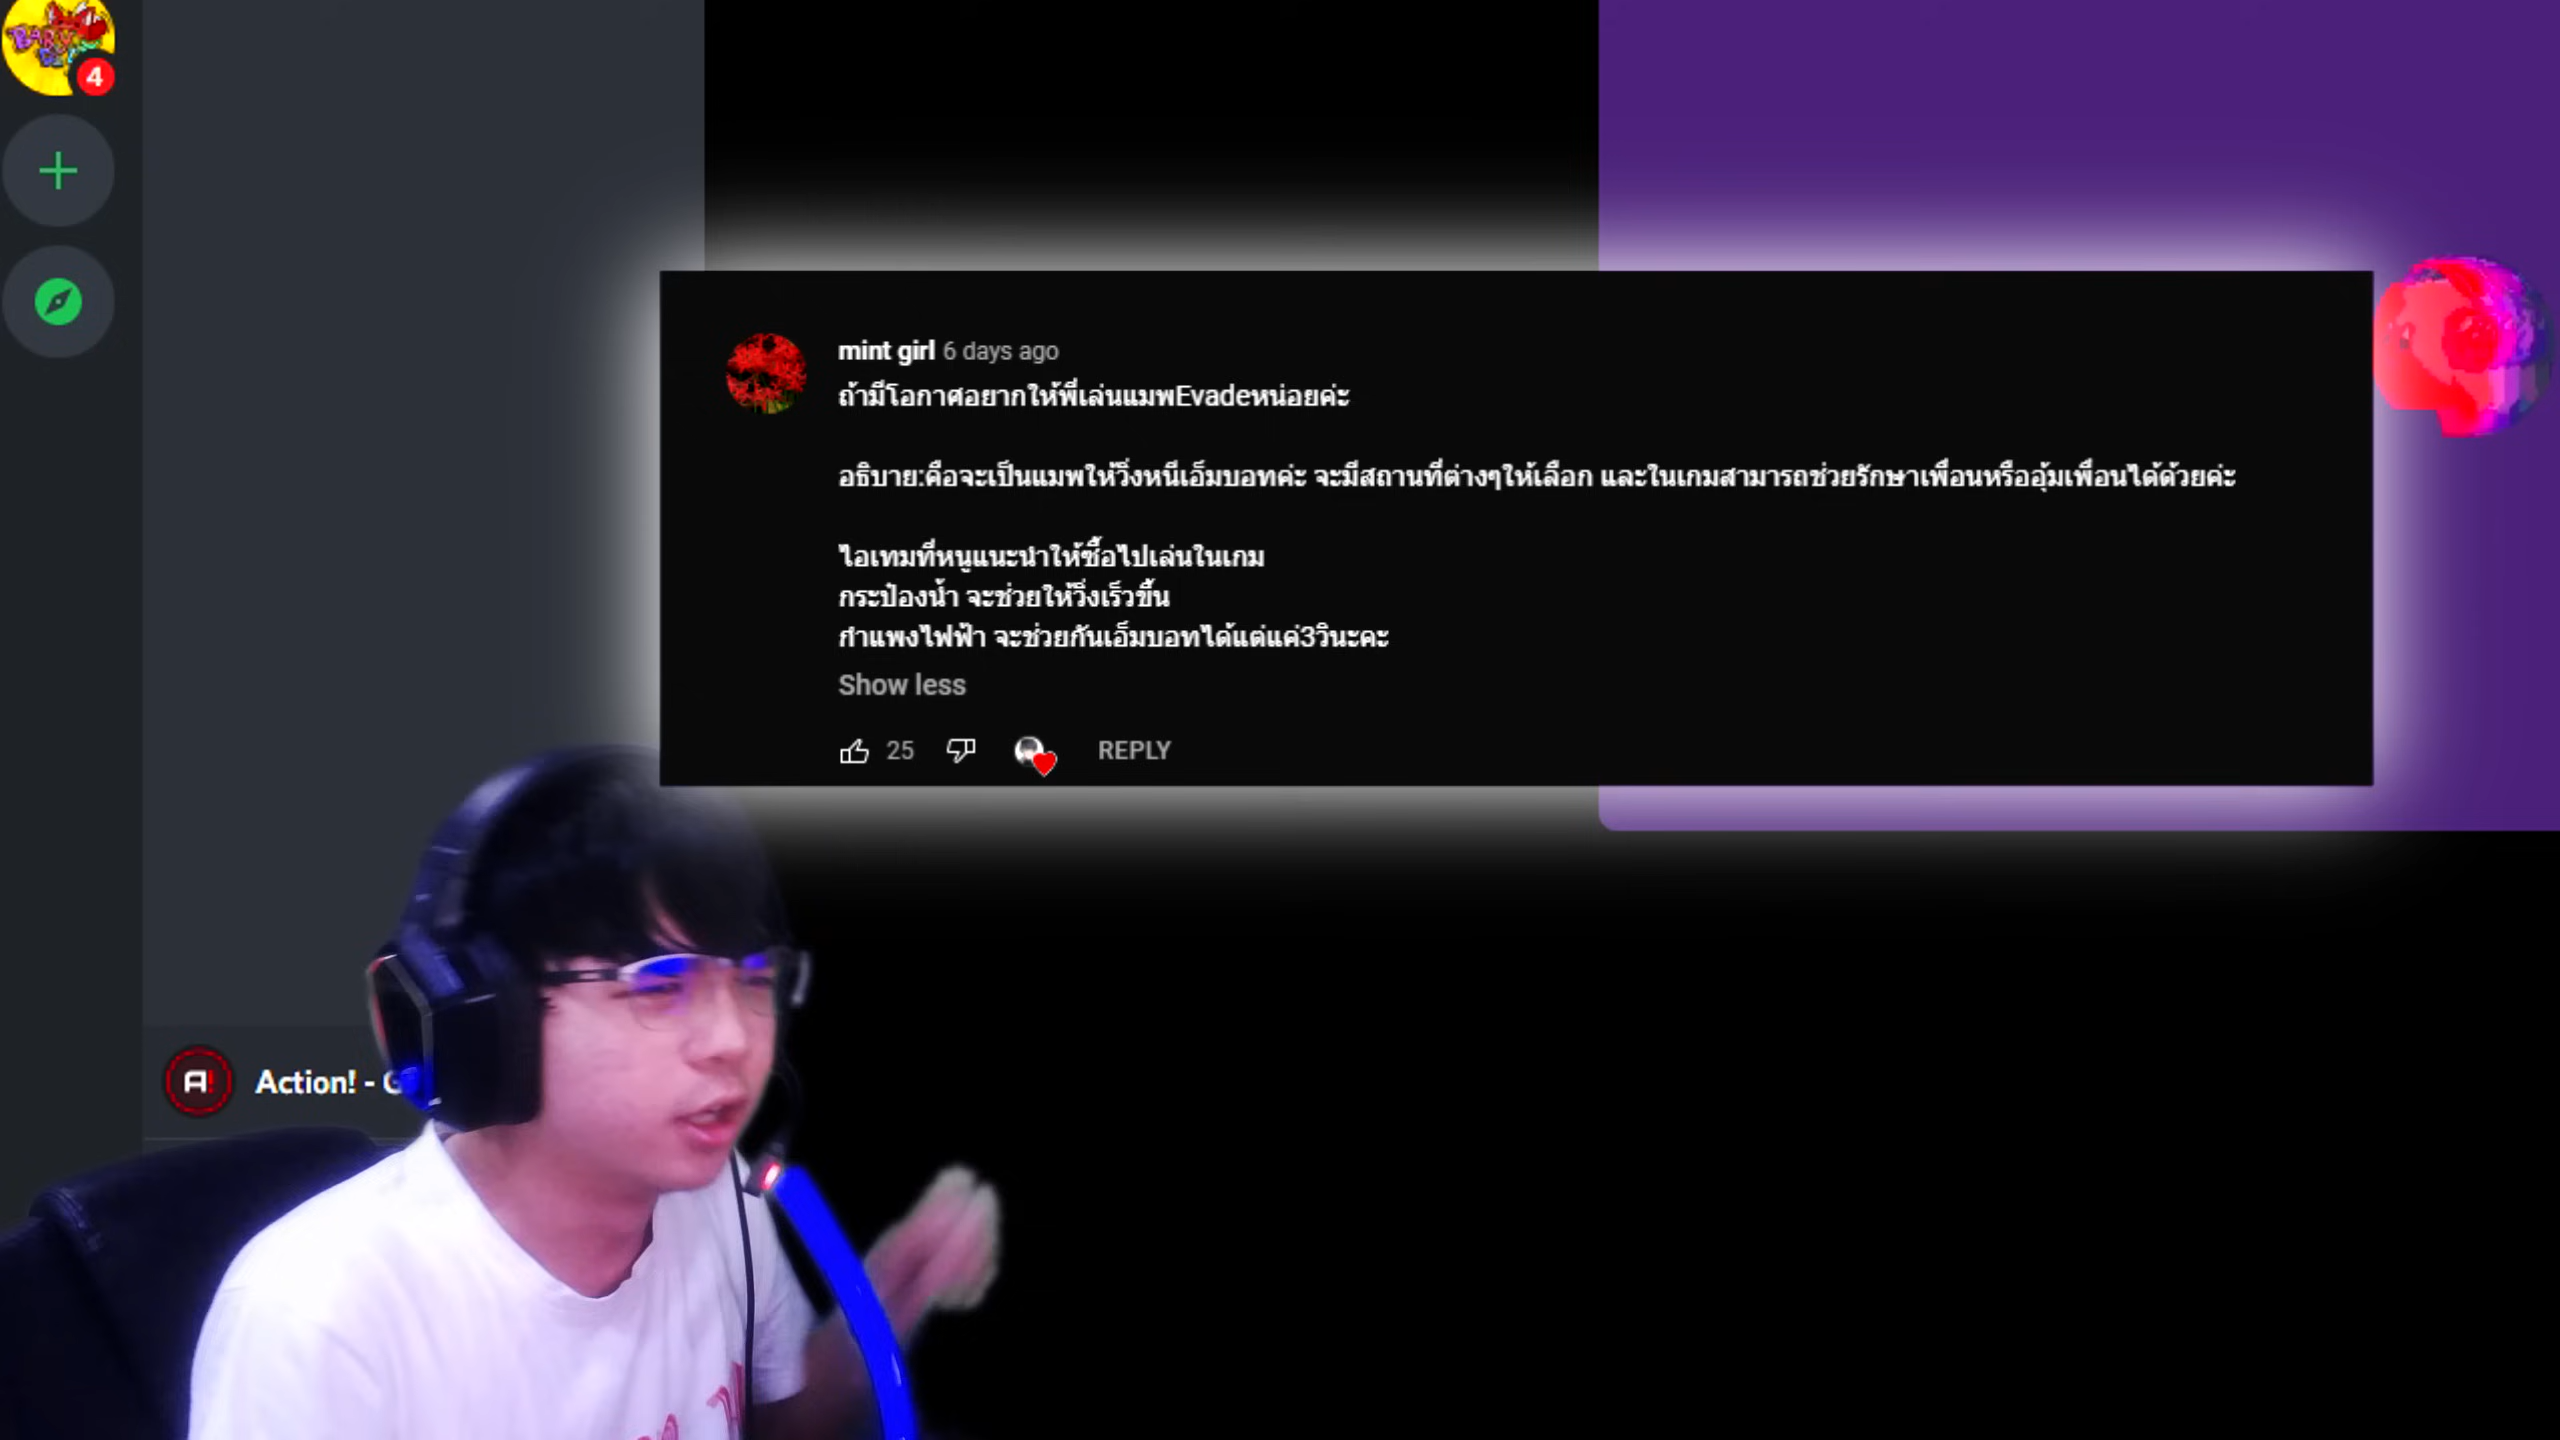 4
mint girl 6 days ago
ถ้ามีโอกาศอยากให้พี่เล่นแมพEvadeหน่อยค่ะ
อธิบาย:คือจะเป็นแมพให้วิ่งหนีเอ็มบอทค่ะ จะมีสถานที่ต่างๆให้เลือก และในเกมสามารถช่วยรักษาเพื่อนหรืออุ้มเพื่อนได้ด้วยค่ะ
ไอเทมที่หนูแนะนำให้ซื้อไปเล่นในเกม
กระป๋องน้ำ จะช่วยให้วิ่งเร็วขึ้น
กำแพงไฟฟ้า จะช่วยกันเอ็มบอทได้แต่แค่3วินะคะ
Show less
25 REPLY
A! Action! -